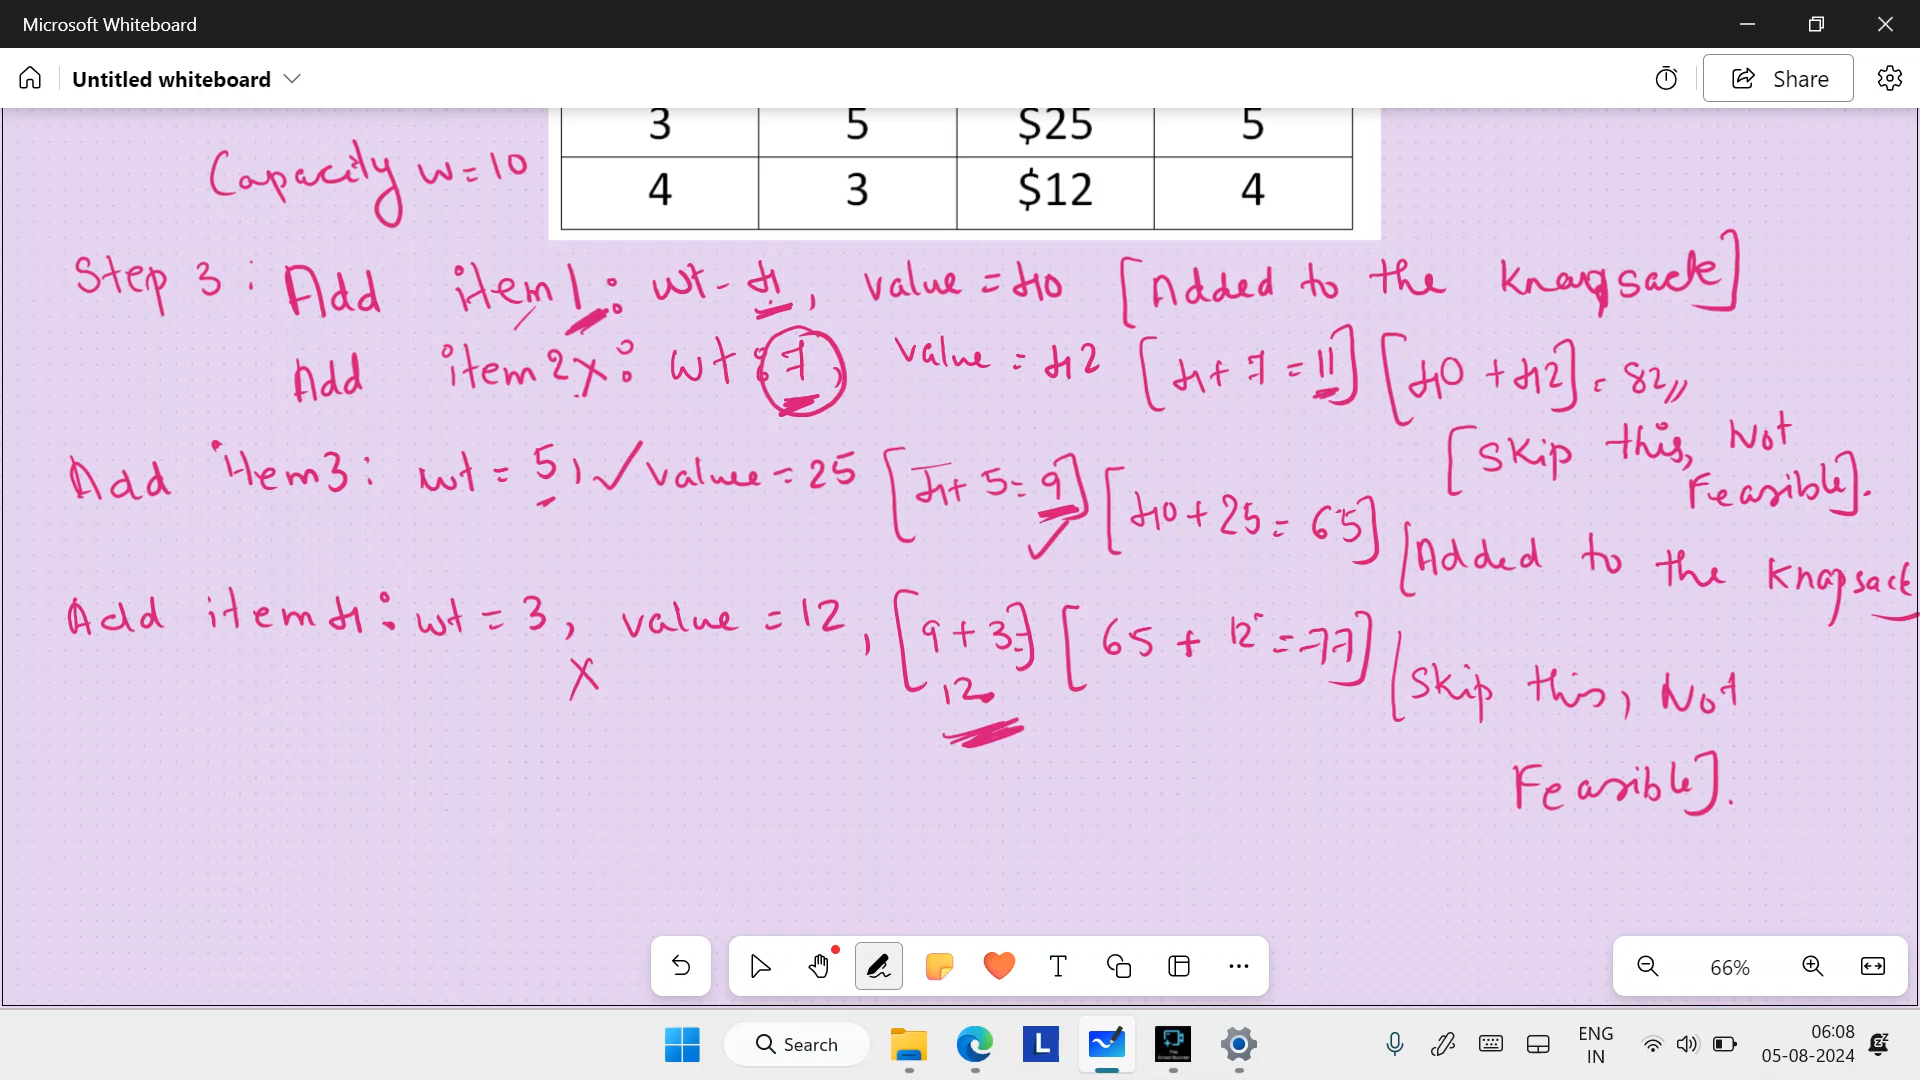 Microsoft Whiteboard
Untitled whiteboard
Share
3 5 $25 5
4 3 $12 4
Capacity W = 10
Step 3 : Add item 1 : wt - 4, value = 40 [Added to the knapsack]
Add item 2 X : wt : 7, value = 42 [4 + 7 = 11] [40 + 42] = 82
[Skip this, Not
Feasible].
Add item 3 : wt = 5, ✓ value = 25 [4 + 5 = 9] ✓ [40 + 25 = 65]
[Added to the knapsack
Add item 4 : wt = 3, value = 12, [9 + 3 =] [65 + 12 = 77]
X 12
[Skip this, Not
Feasible].
66%
Search
L
ENG
IN
06:08
05-08-2024